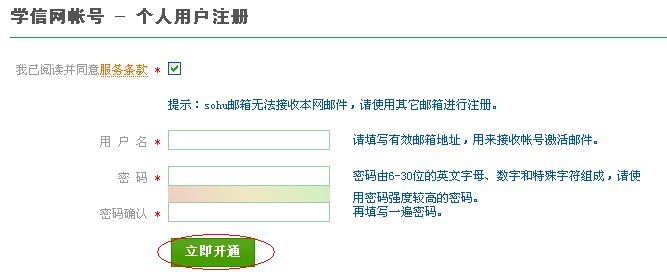 学信网帐号 – 个人用户注册
我已阅读并同意服务条款 *
提示：sohu邮箱无法接收本网邮件，请使用其它邮箱进行注册。
用 户 名 * 请填写有效邮箱地址，用来接收帐号激活邮件。
密 码 * 密码由6-30位的英文字母、数字和特殊字符组成，请使
用密码强度较高的密码。
密码确认 * 再填写一遍密码。
立即开通